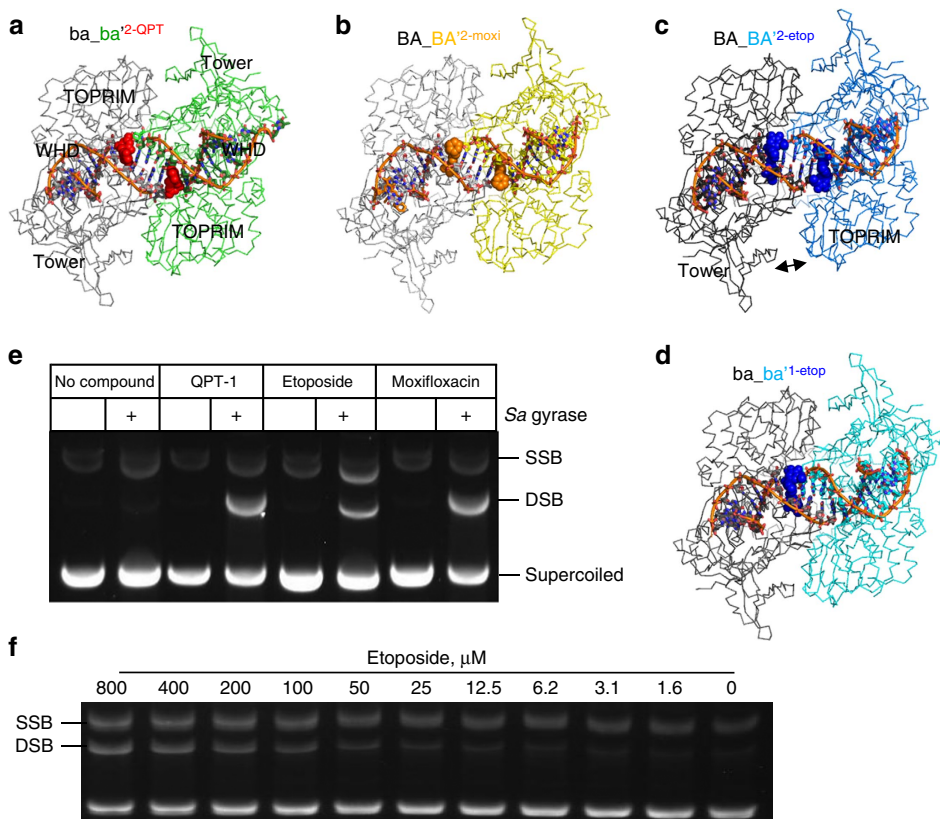 a
ba_ba'2-QPT
Tower
TOPRIM
WHD
WHD
TOPRIM
Tower
b
BA_BA'2-moxi
c
BA_BA'2-etop
TOPRIM
Tower
d
ba_ba'1-etop
e
No compound QPT-1 Etoposide Moxifloxacin
+ + + + Sa gyrase
SSB
DSB
Supercoiled
f
Etoposide, µM
800 400 200 100 50 25 12.5 6.2 3.1 1.6 0
SSB
DSB